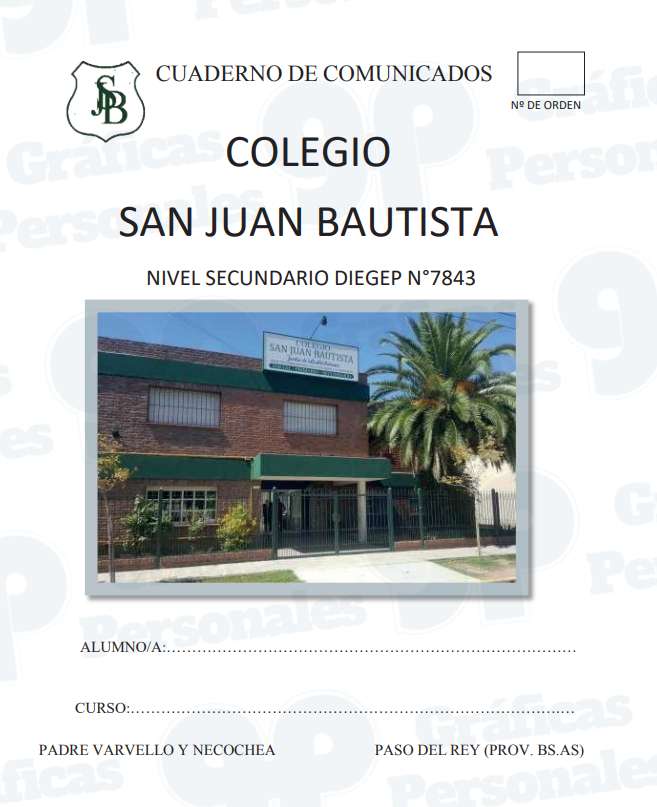 SJB
CUADERNO DE COMUNICADOS
Nº DE ORDEN
COLEGIO
SAN JUAN BAUTISTA
NIVEL SECUNDARIO DIEGEP N°7843
COLEGIO
SAN JUAN BAUTISTA
ALUMNO/A:................................................................................
CURSO:.......................................................................................
PADRE VARVELLO Y NECOCHEA PASO DEL REY (PROV. BS.AS)
Gráficas
Personales
gp